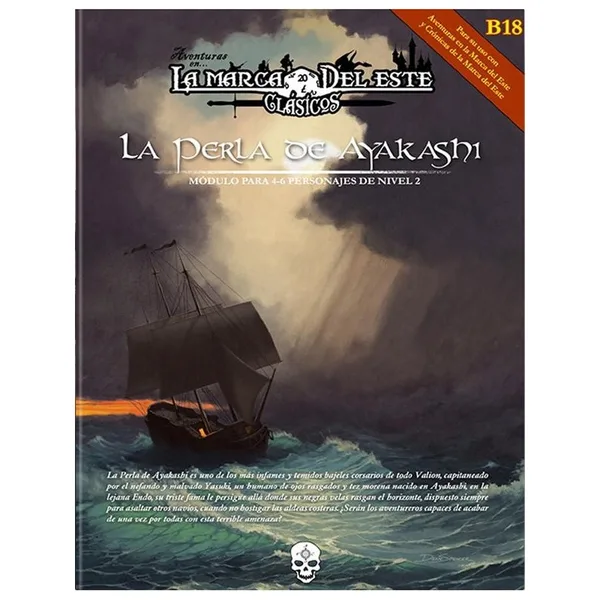 B18
Para su uso con
Aventuras en la Marca del Este
y Crónicas de la Marca del Este
Aventuras
en...
LA MARCA DEL ESTE
20
CLÁSICOS
LA PERLA DE AYAKASHI
MÓDULO PARA 4-6 PERSONAJES DE NIVEL 2
La Perla de Ayakashi es uno de los más infames y temidos bajeles corsarios de todo Valion, capitaneado
por el nefando y malvado Yasuki, un humano de ojos rasgados y tez morena nacido en Ayakashi, en la
lejana Endo, su triste fama le persigue allá donde sus negras velas rasgan el horizonte, dispuesto siempre
para asaltar otros navíos, cuando no hostigar las aldeas costeras. ¿Serán los aventureros capaces de acabar
de una vez por todas con esta terrible amenaza?